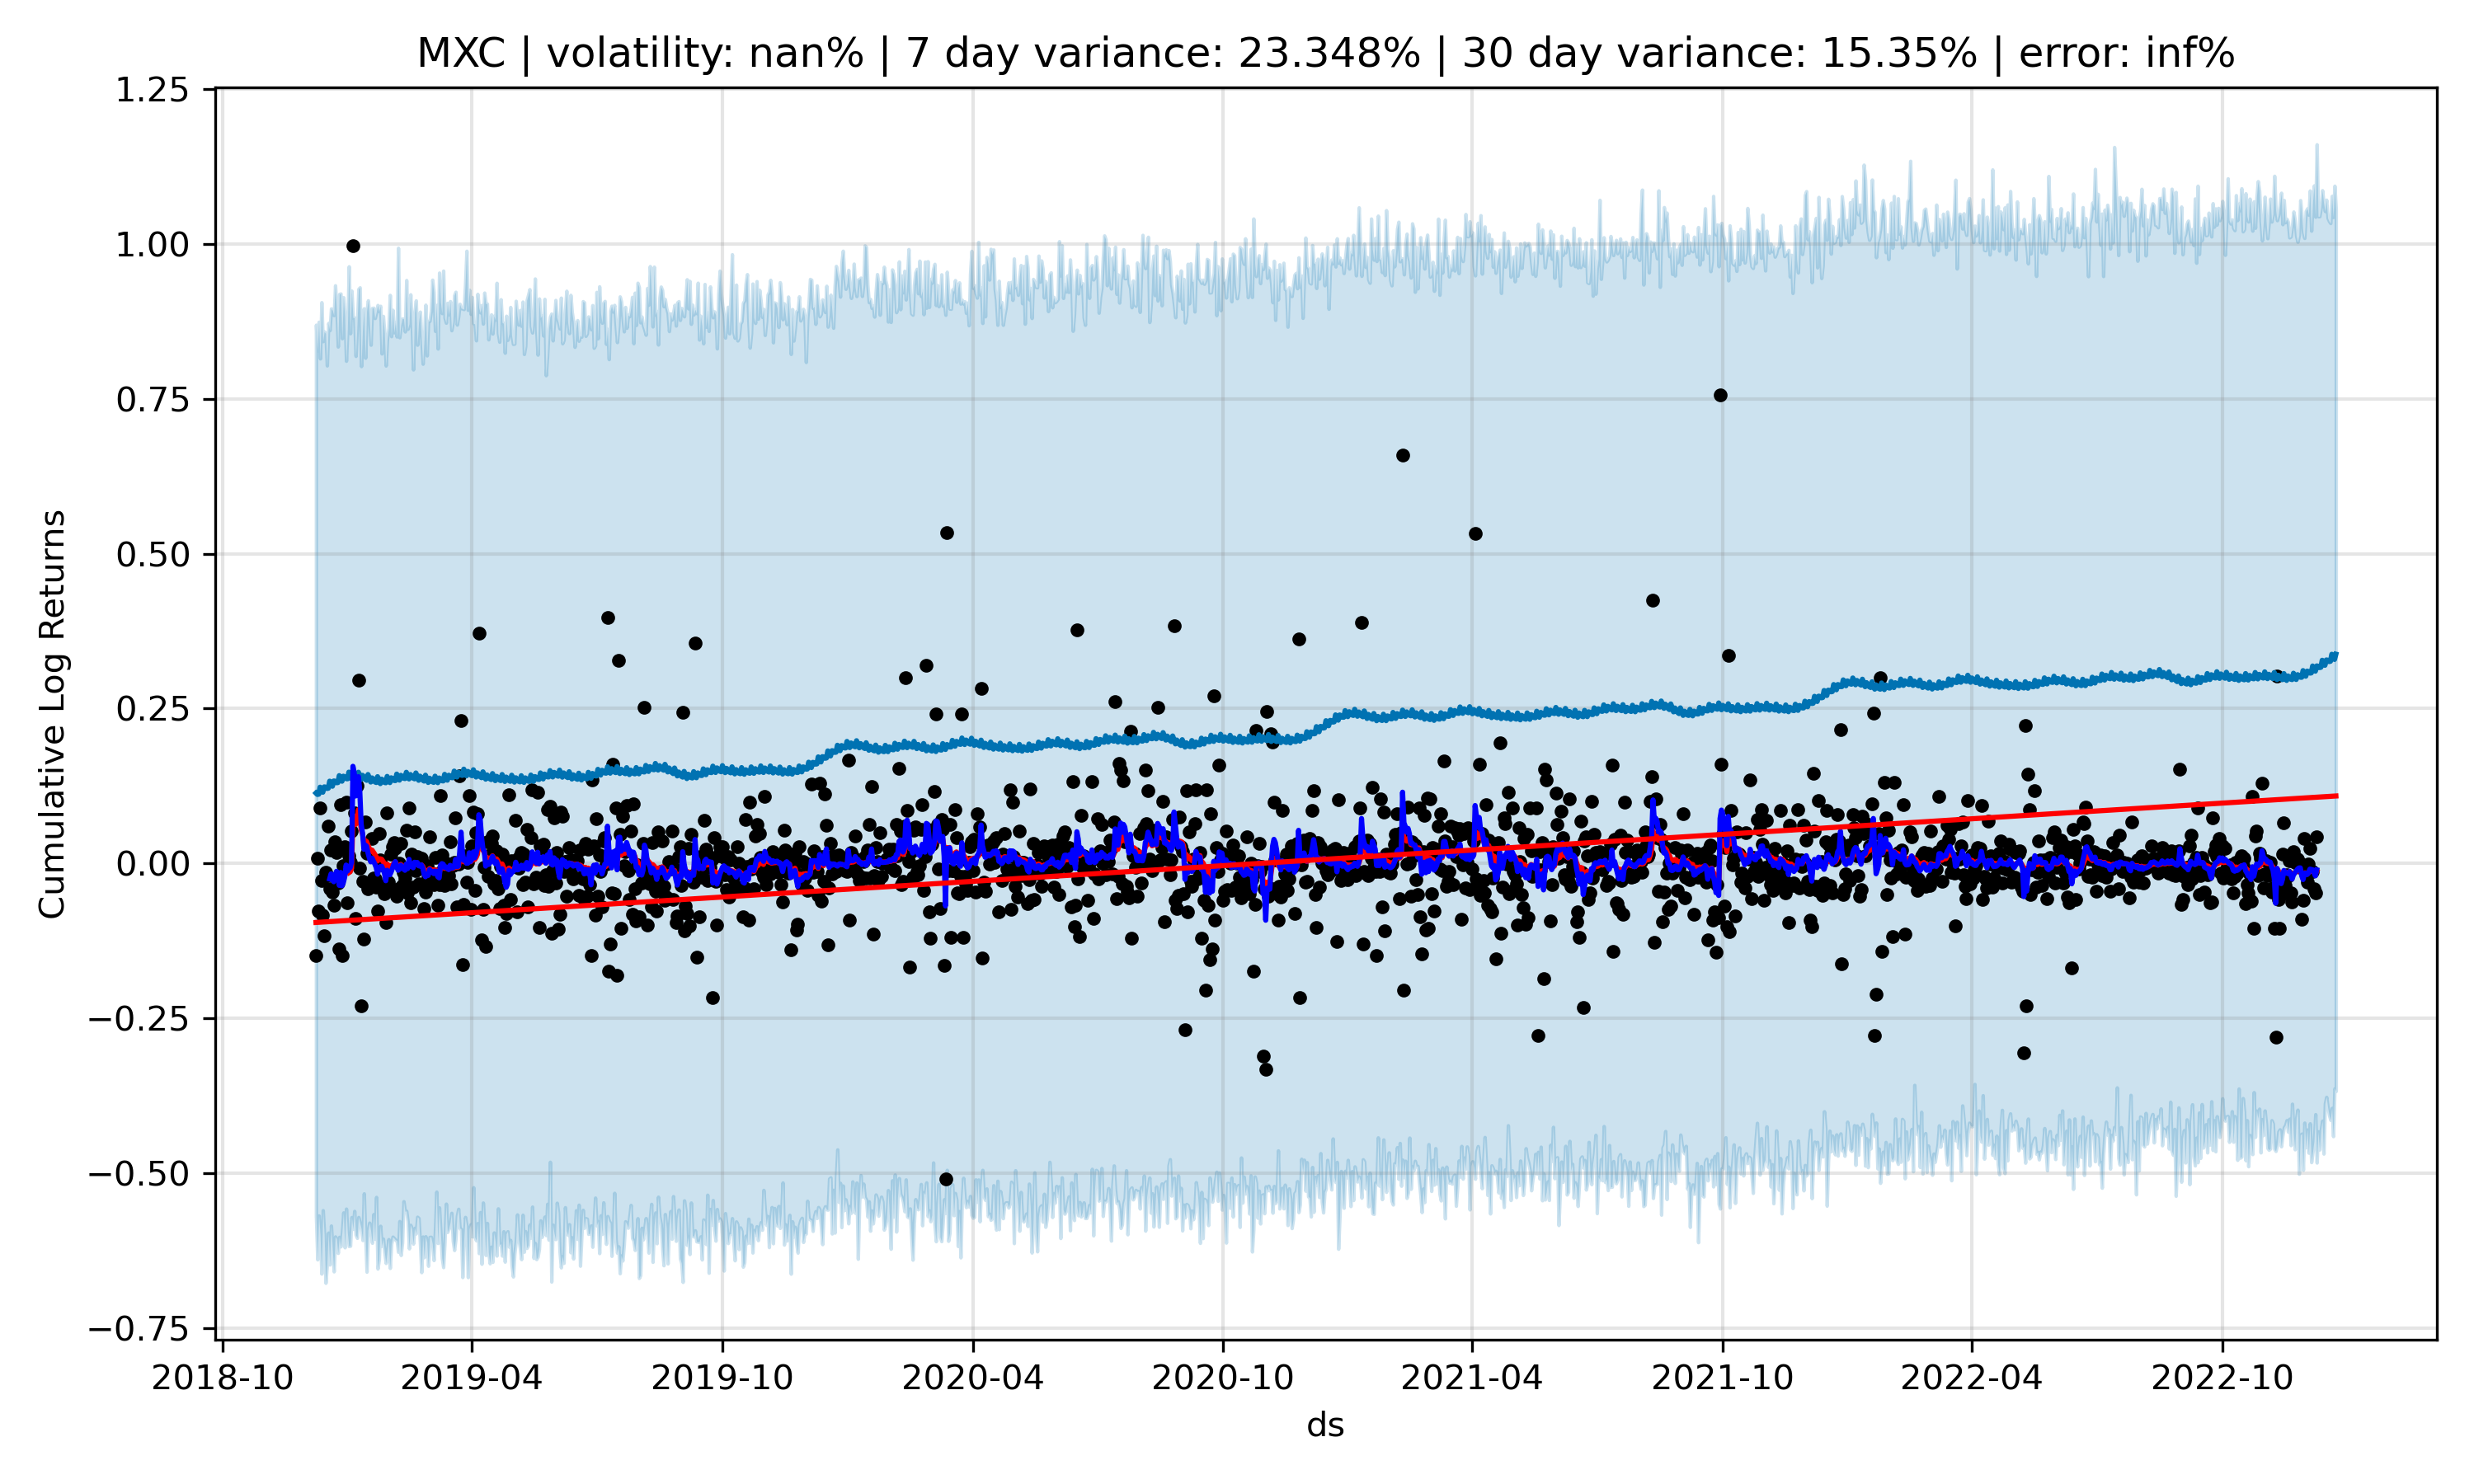 MXC | volatility: nan% | 7 day variance: 23.348% | 30 day variance: 15.35% | error: inf%
1.25
1.00
0.75
0.50
0.25
0.00
−0.25
−0.50
−0.75
Cumulative Log Returns
2018-10 2019-04 2019-10 2020-04 2020-10 2021-04 2021-10 2022-04 2022-10
ds